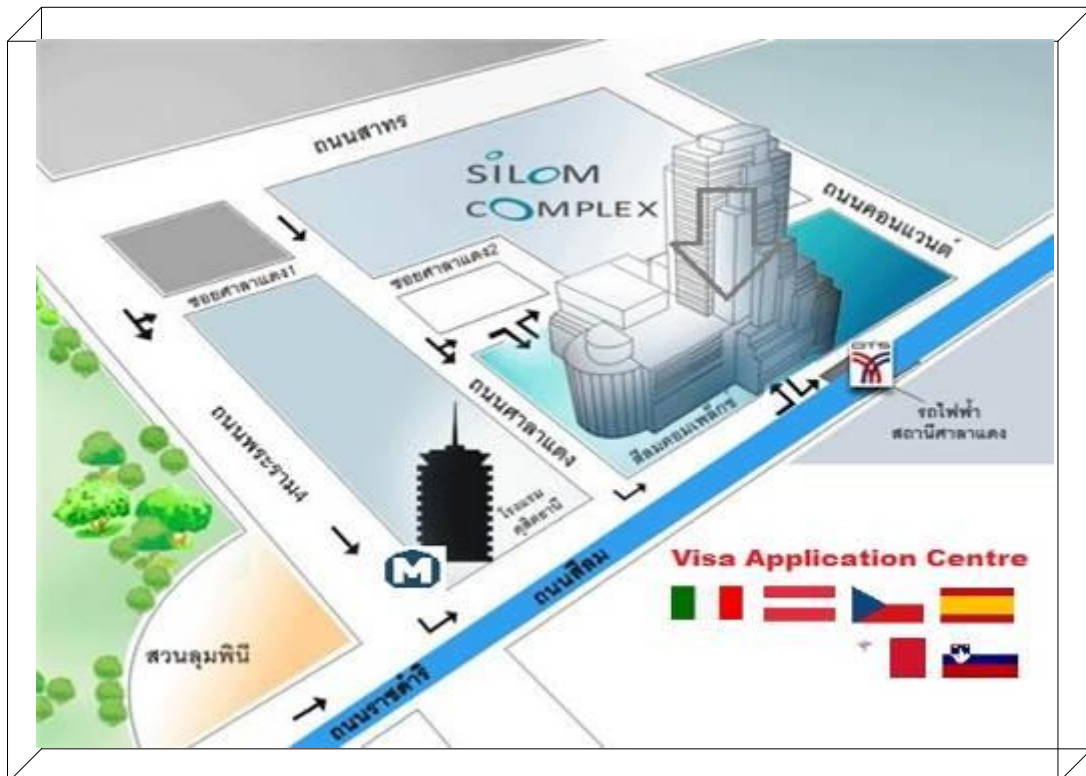 ถนนสาทร
SILOM
COMPLEX
ถนนคอนแวนต์
ซอยศาลาแดง1
ซอยศาลาแดง2
BTS
รถไฟฟ้า
สถานีศาลาแดง
ถนนศาลาแดง
สีลมคอมเพล็กซ์
ถนนพระราม4
โรงแรม
ดุสิตธานี
M
ถนนสีลม
Visa Application Centre
สวนลุมพินี
ถนนราชดำริ